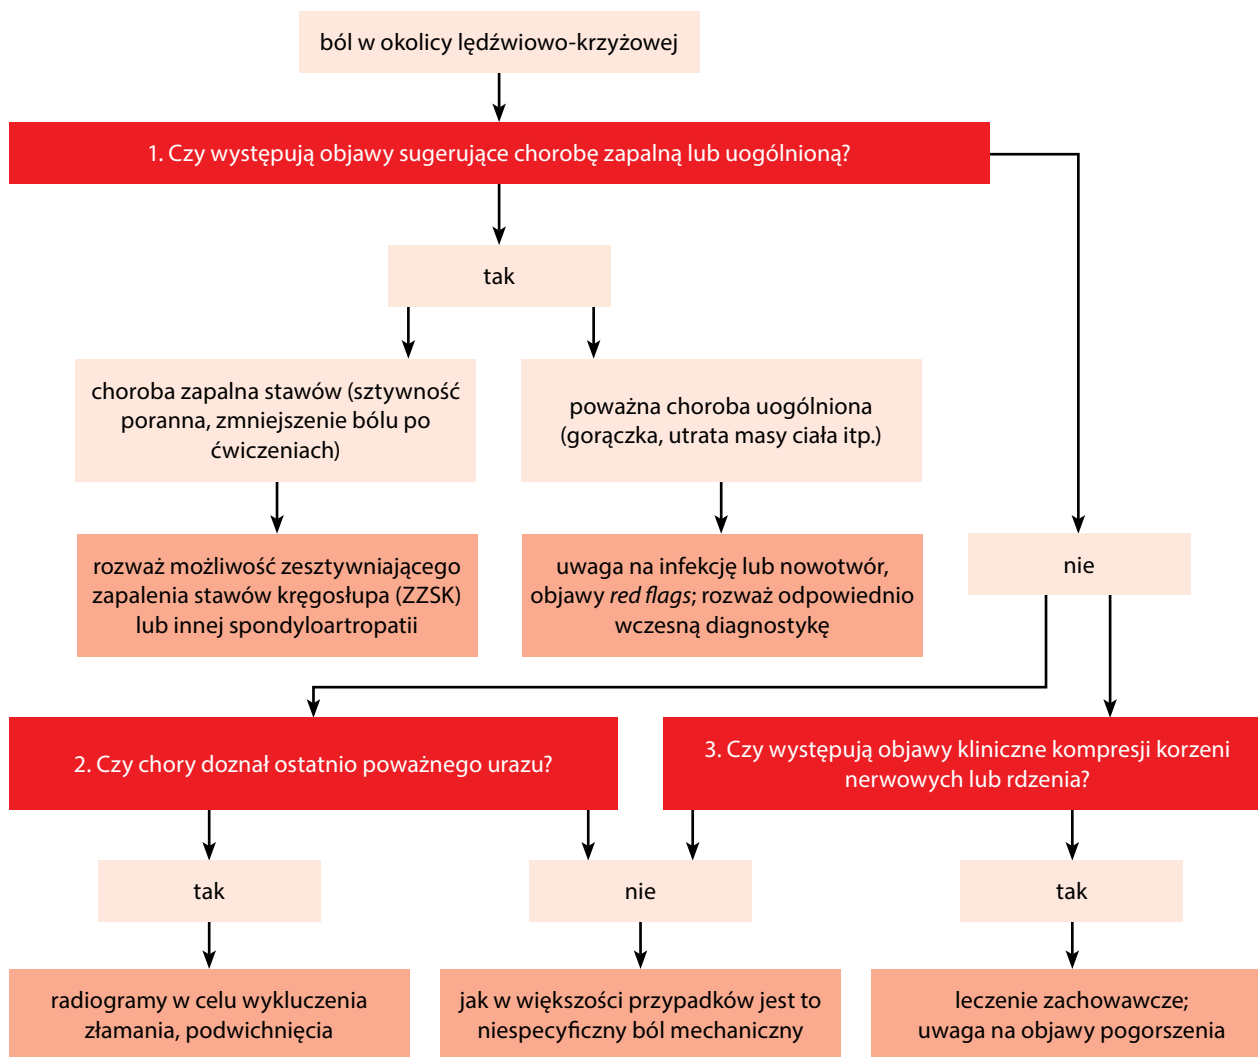 ból w okolicy lędźwiowo-krzyżowej
1. Czy występują objawy sugerujące chorobę zapalną lub uogólnioną?
tak
choroba zapalna stawów (sztywność
poranna, zmniejszenie bólu po
ćwiczeniach)
poważna choroba uogólniona
(gorączka, utrata masy ciała itp.)
rozważ możliwość zesztywniającego
zapalenia stawów kręgosłupa (ZZSK)
lub innej spondyloartropatii
uwaga na infekcję lub nowotwór,
objawy red flags; rozważ odpowiednio
wczesną diagnostykę
nie
2. Czy chory doznał ostatnio poważnego urazu?
3. Czy występują objawy kliniczne kompresji korzeni
nerwowych lub rdzenia?
tak
nie
tak
radiogramy w celu wykluczenia
złamania, podwichnięcia
jak w większości przypadków jest to
niespecyficzny ból mechaniczny
leczenie zachowawcze;
uwaga na objawy pogorszenia